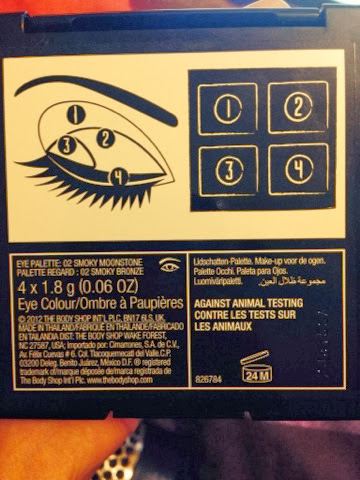 1
2
3
4
1
2
3
4
EYE PALETTE: 02 SMOKY MOONSTONE
PALETTE REGARD : 02 SMOKY BRONZE
4 x 1.8 g (0.06 OZ)
Eye Colour/Ombre à Paupières
© 2012 THE BODY SHOP INT'L PLC, BN17 6LS, UK.
MADE IN THAILAND/FABRIQUÉ EN THAÏLANDE/FABRICADO
EN TAILANDIA DIST: THE BODY SHOP WAKE FOREST,
NC 27587, USA; importado por: Cimarrones, S.A. de C.V.,
Av. Félix Cuevas # 6. Col. Tlacoquemecatl del Valle.C.P.
03200 Deleg. Benito Juárez, México D.F. ® registered
trademark of/marque déposée de/marca registrada de
The Body Shop Int'l Plc. www.thebodyshop.com
Lidschatten-Palette. Make-up voor de ogen.
Palette Occhi. Paleta para Ojos.
Luomiväripaletti. مجموعة ظلال العين.
AGAINST ANIMAL TESTING
CONTRE LES TESTS SUR
LES ANIMAUX
826784
24 M